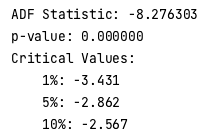 ADF Statistic: -8.276303
p-value: 0.000000
Critical Values:
1%: -3.431
5%: -2.862
10%: -2.567